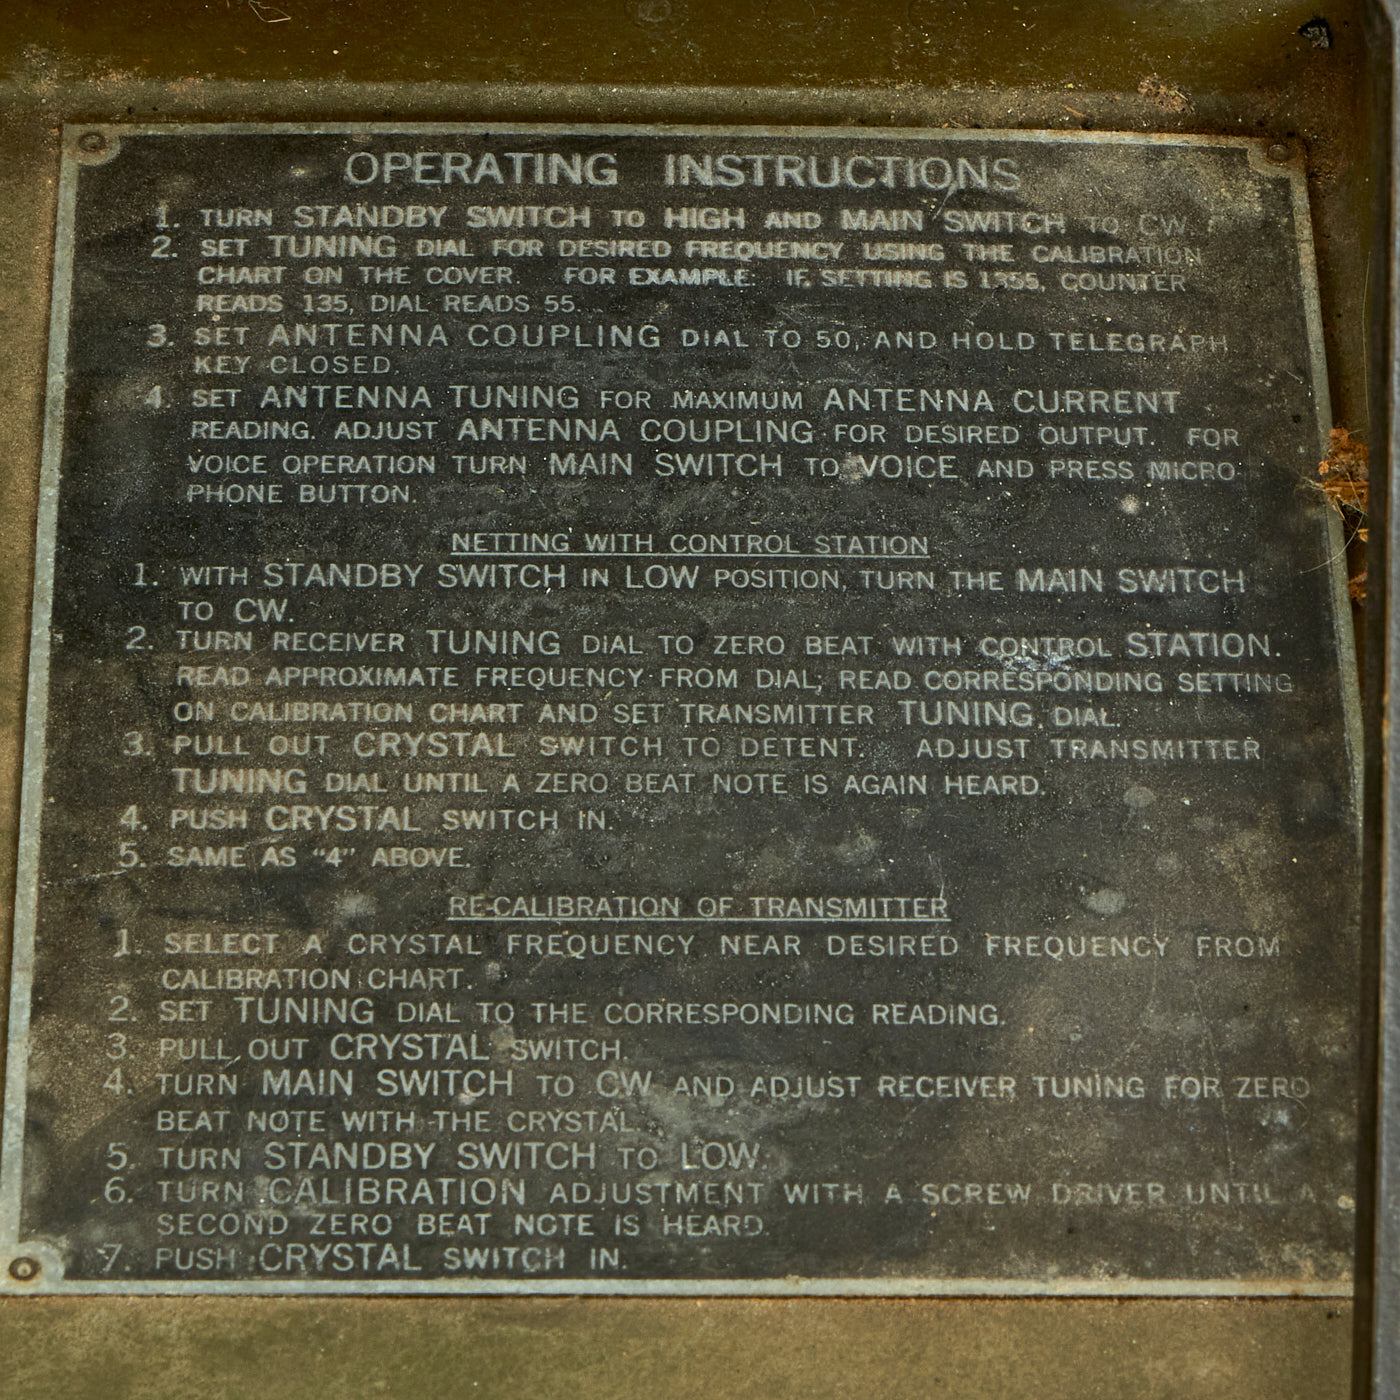 OPERATING INSTRUCTIONS
1. TURN STANDBY SWITCH TO HIGH AND MAIN SWITCH TO CW.
2. SET TUNING DIAL FOR DESIRED FREQUENCY USING THE CALIBRATION
CHART ON THE COVER. FOR EXAMPLE: IF SETTING IS 1355, COUNTER
READS 135, DIAL READS 55.
3. SET ANTENNA COUPLING DIAL TO 50, AND HOLD TELEGRAPH
KEY CLOSED.
4 SET ANTENNA TUNING FOR MAXIMUM ANTENNA CURRENT
READING. ADJUST ANTENNA COUPLING FOR DESIRED OUTPUT. FOR
VOICE OPERATION TURN MAIN SWITCH TO VOICE AND PRESS MICRO
PHONE BUTTON.
NETTING WITH CONTROL STATION
1. WITH STANDBY SWITCH IN LOW POSITION, TURN THE MAIN SWITCH
TO CW.
2. TURN RECEIVER TUNING DIAL TO ZERO BEAT WITH CONTROL STATION.
READ APPROXIMATE FREQUENCY FROM DIAL; READ CORRESPONDING SETTING
ON CALIBRATION CHART AND SET TRANSMITTER TUNING DIAL.
3. PULL OUT CRYSTAL SWITCH TO DETENT. ADJUST TRANSMITTER
TUNING DIAL UNTIL A ZERO BEAT NOTE IS AGAIN HEARD.
4. PUSH CRYSTAL SWITCH IN.
5. SAME AS "4" ABOVE.
RE-CALIBRATION OF TRANSMITTER
1. SELECT A CRYSTAL FREQUENCY NEAR DESIRED FREQUENCY FROM
CALIBRATION CHART.
2. SET TUNING DIAL TO THE CORRESPONDING READING.
3. PULL OUT CRYSTAL SWITCH.
4. TURN MAIN SWITCH TO CW AND ADJUST RECEIVER TUNING FOR ZERO
BEAT NOTE WITH THE CRYSTAL.
5. TURN STANDBY SWITCH TO LOW.
6. TURN CALIBRATION ADJUSTMENT WITH A SCREW DRIVER UNTIL A
SECOND ZERO BEAT NOTE IS HEARD.
7. PUSH CRYSTAL SWITCH IN.